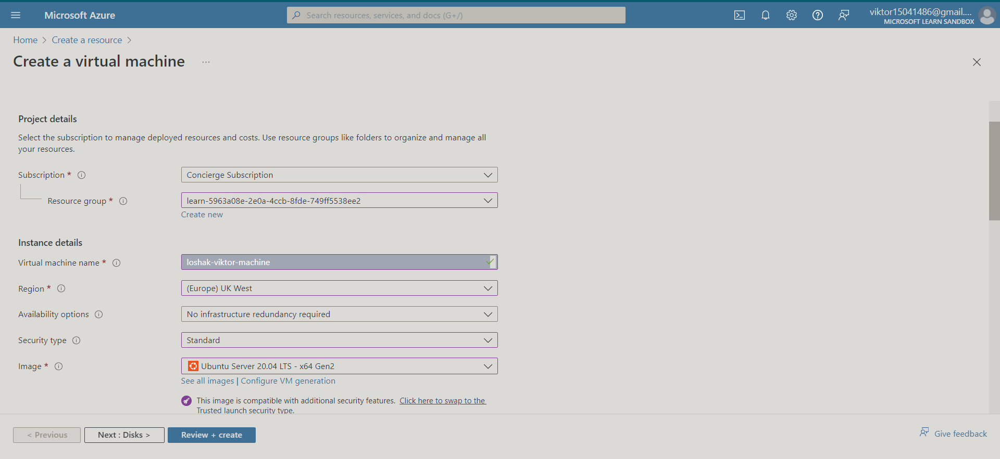 Microsoft Azure
Search resources, services, and docs (G+/)
viktor15041486@gmail....
MICROSOFT LEARN SANDBOX
Home > Create a resource >
Create a virtual machine ...
Project details
Select the subscription to manage deployed resources and costs. Use resource groups like folders to organize and manage all
your resources.
Subscription *
Concierge Subscription
Resource group *
learn-5963a08e-2e0a-4ccb-8fde-749ff5538ee2
Create new
Instance details
Virtual machine name *
loshak-viktor-machine
Region *
(Europe) UK West
Availability options
No infrastructure redundancy required
Security type
Standard
Image *
Ubuntu Server 20.04 LTS - x64 Gen2
See all images | Configure VM generation
This image is compatible with additional security features. Click here to swap to the
Trusted launch security type.
< Previous
Next : Disks >
Review + create
Give feedback